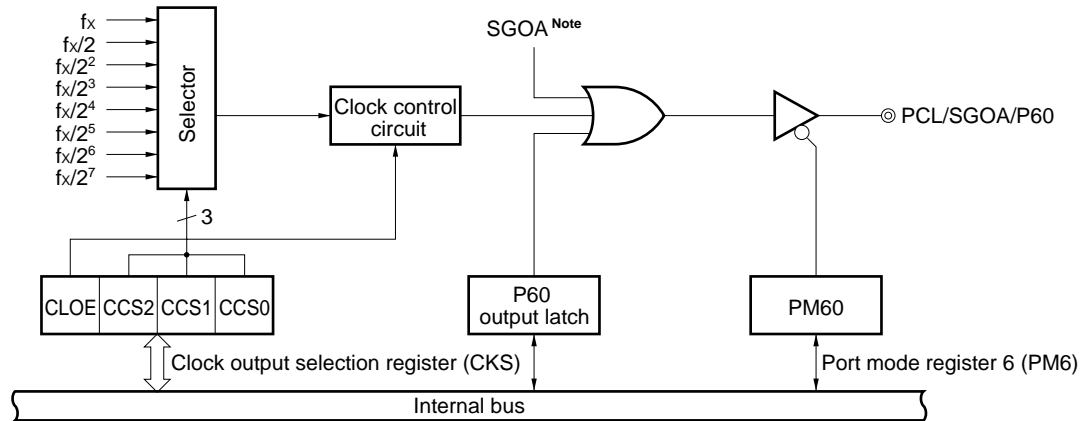 fX
fX/2
fX/2²
fX/2³
fX/2⁴
fX/2⁵
fX/2⁶
fX/2⁷
Selector
SGOA Note
Clock control
circuit
PCL/SGOA/P60
3
CLOE CCS2 CCS1 CCS0
P60
output latch
PM60
Clock output selection register (CKS)
Port mode register 6 (PM6)
Internal bus